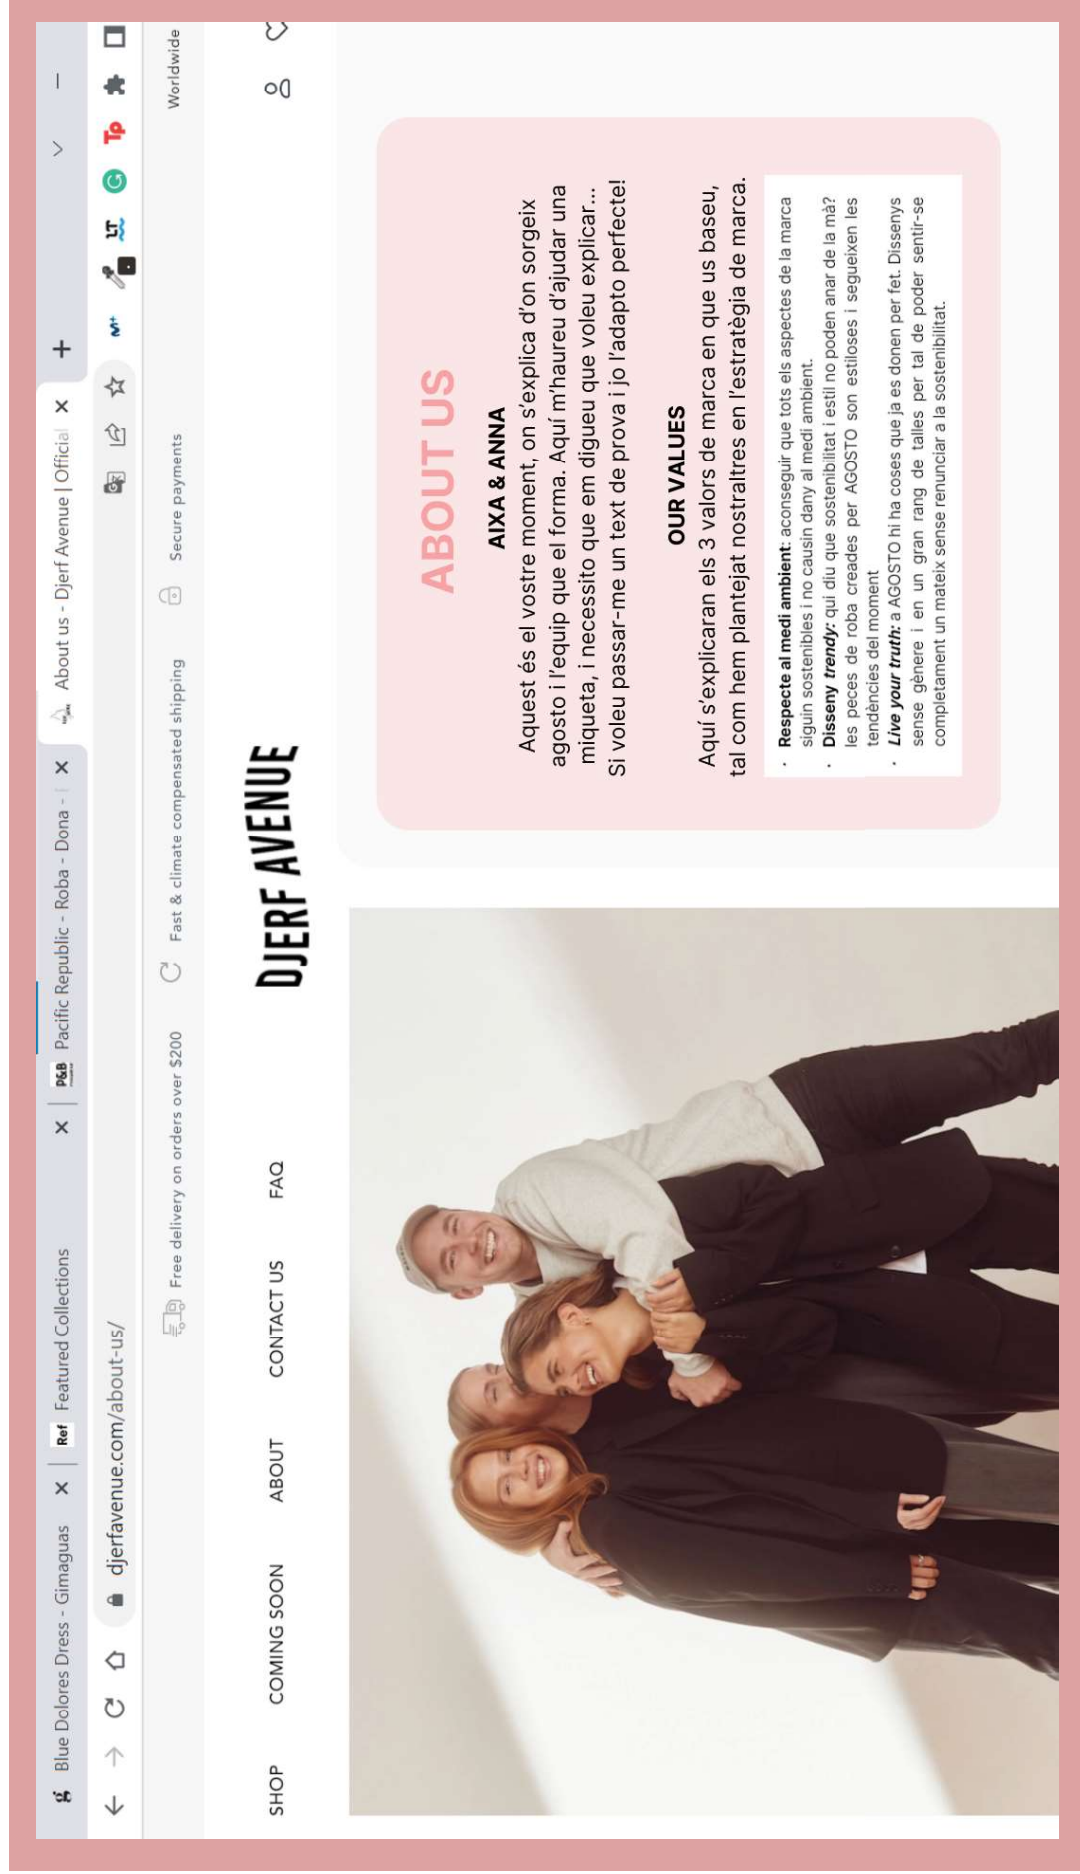 Blue Dolores Dress - Gimaguas
Ref Featured Collections
P&B Pacific Republic - Roba - Dona -
About us - Djerf Avenue | Official
djerfavenue.com/about-us/
LT
Tp
Free delivery on orders over $200
Fast & climate compensated shipping
Secure payments
Worldwide
SHOP
COMING SOON
ABOUT
CONTACT US
FAQ
DJERF AVENUE
ABOUT US
AIXA & ANNA
Aquest és el vostre moment, on s'explica d'on sorgeix
agosto i l'equip que el forma. Aquí m'haureu d'ajudar una
miqueta, i necessito que em digueu que voleu explicar...
Si voleu passar-me un text de prova i jo l'adapto perfecte!
OUR VALUES
Aquí s'explicaran els 3 valors de marca en que us baseu,
tal com hem plantejat nostraltres en l'estratègia de marca.
· Respecte al medi ambient: aconseguir que tots els aspectes de la marca
siguin sostenibles i no causin dany al medi ambient.
· Disseny trendy: qui diu que sostenibilitat i estil no poden anar de la mà?
les peces de roba creades per AGOSTO son estiloses i segueixen les
tendències del moment
· Live your truth: a AGOSTO hi ha coses que ja es donen per fet. Dissenys
sense gènere i en un gran rang de talles per tal de poder sentir-se
completament un mateix sense renunciar a la sostenibilitat.